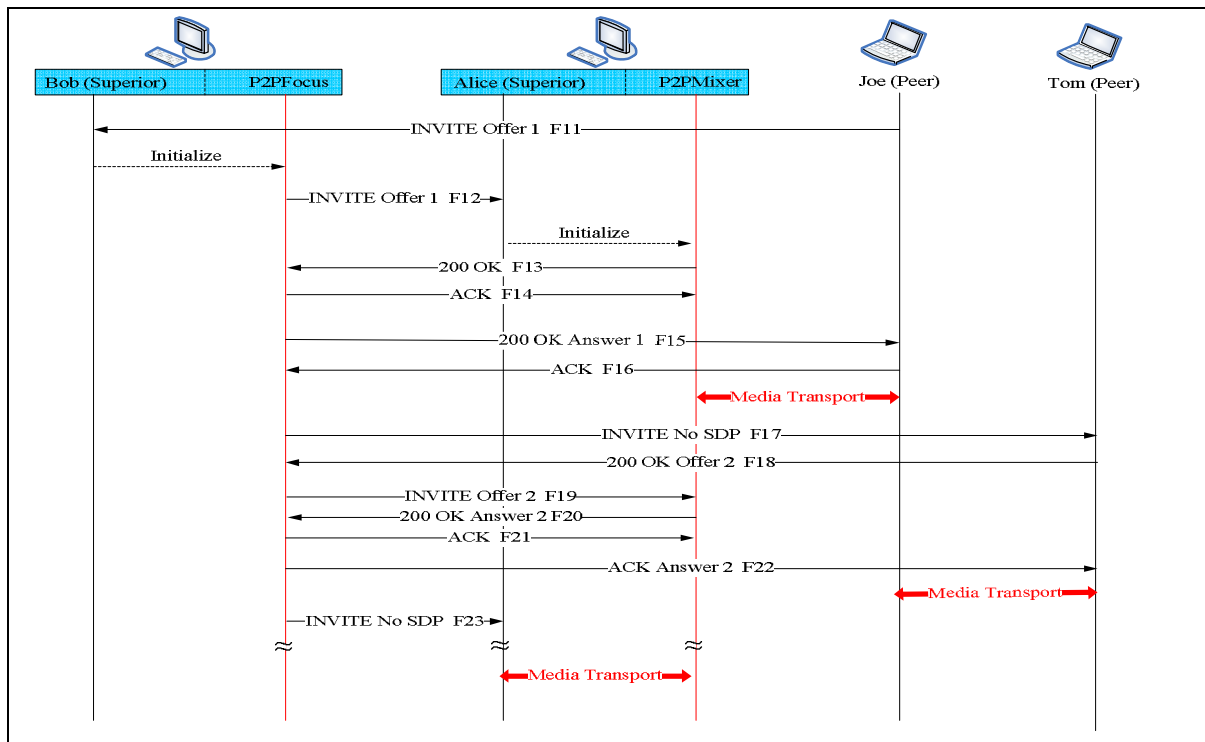 Bob (Superior) P2PFocus Alice (Superior) P2PMixer Joe (Peer) Tom (Peer)
INVITE Offer 1 F11
Initialize
INVITE Offer 1 F12
Initialize
200 OK F13
ACK F14
200 OK Answer 1 F15
ACK F16
Media Transport
INVITE No SDP F17
200 OK Offer 2 F18
INVITE Offer 2 F19
200 OK Answer 2 F20
ACK F21
ACK Answer 2 F22
Media Transport
INVITE No SDP F23
Media Transport